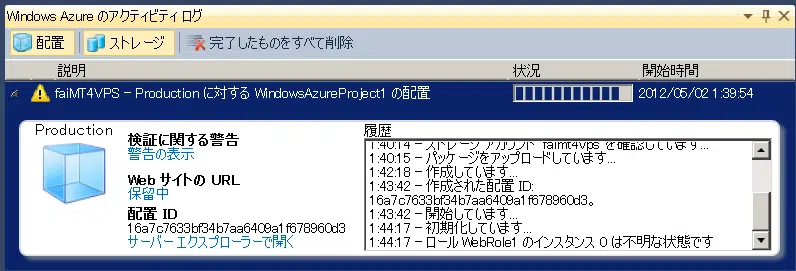 Windows Azure のアクティビティ ログ
配置 ストレージ 完了したものをすべて削除
説明 状況 開始時間
faiMT4VPS - Production に対する WindowsAzureProject1 の配置 2012/05/02 1:39:54
Production
検証に関する警告
警告の表示
Web サイトの URL
保留中
配置 ID
16a7c7633bf34b7aa6409a1f678960d3
サーバー エクスプローラーで開く
履歴
1:40:14 - ストレージ アカウント 'faimt4vps' を確認しています...
1:40:15 - パッケージをアップロードしています...
1:42:18 - 作成しています...
1:43:42 - 作成された配置 ID:
16a7c7633bf34b7aa6409a1f678960d3。
1:43:42 - 開始しています...
1:44:17 - 初期化しています...
1:44:17 - ロール WebRole1 のインスタンス 0 は不明な状態です